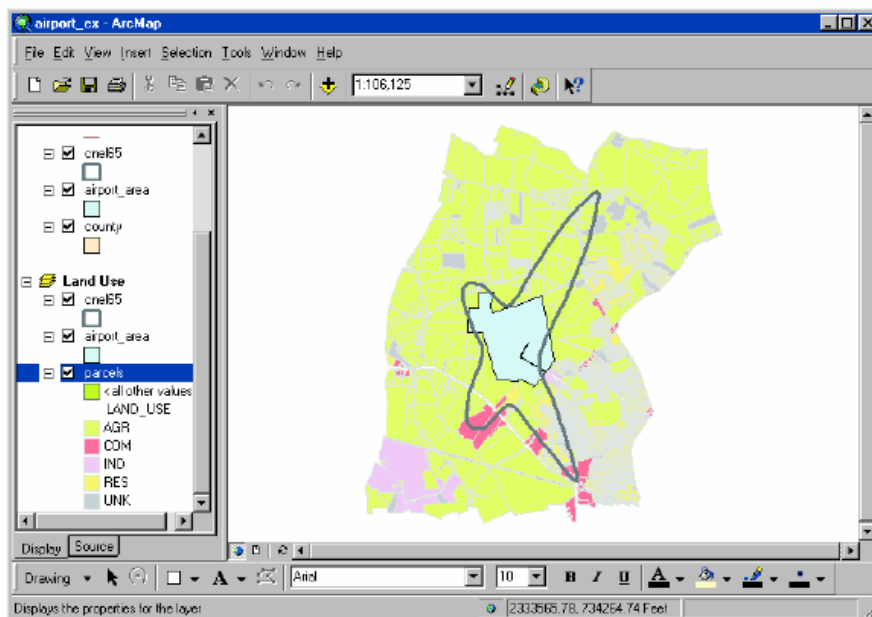 airport_ex - ArcMap
File Edit View Insert Selection Tools Window Help
1:106,125
cnel65
airport_area
county
Land Use
cnel65
airport_area
parcels
<all other values
LAND_USE
AGR
COM
IND
RES
UNK
Display Source
Drawing A Arial 10 B I U A
Displays the properties for the layer 2333565.78, 734264.74 Feet